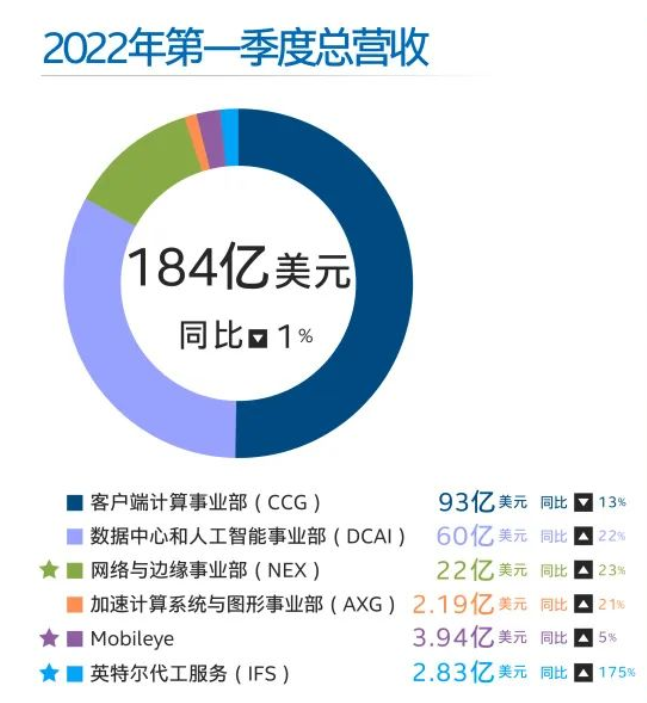 2022年第一季度总营收
184亿美元
同比▼1%
客户端计算事业部（CCG） 93亿美元 同比▼13%
数据中心和人工智能事业部（DCAI） 60亿美元 同比▲22%
★网络与边缘事业部（NEX） 22亿美元 同比▲23%
加速计算系统与图形事业部（AXG） 2.19亿美元 同比▲21%
★Mobileye 3.94亿美元 同比▲5%
★英特尔代工服务（IFS） 2.83亿美元 同比▲175%